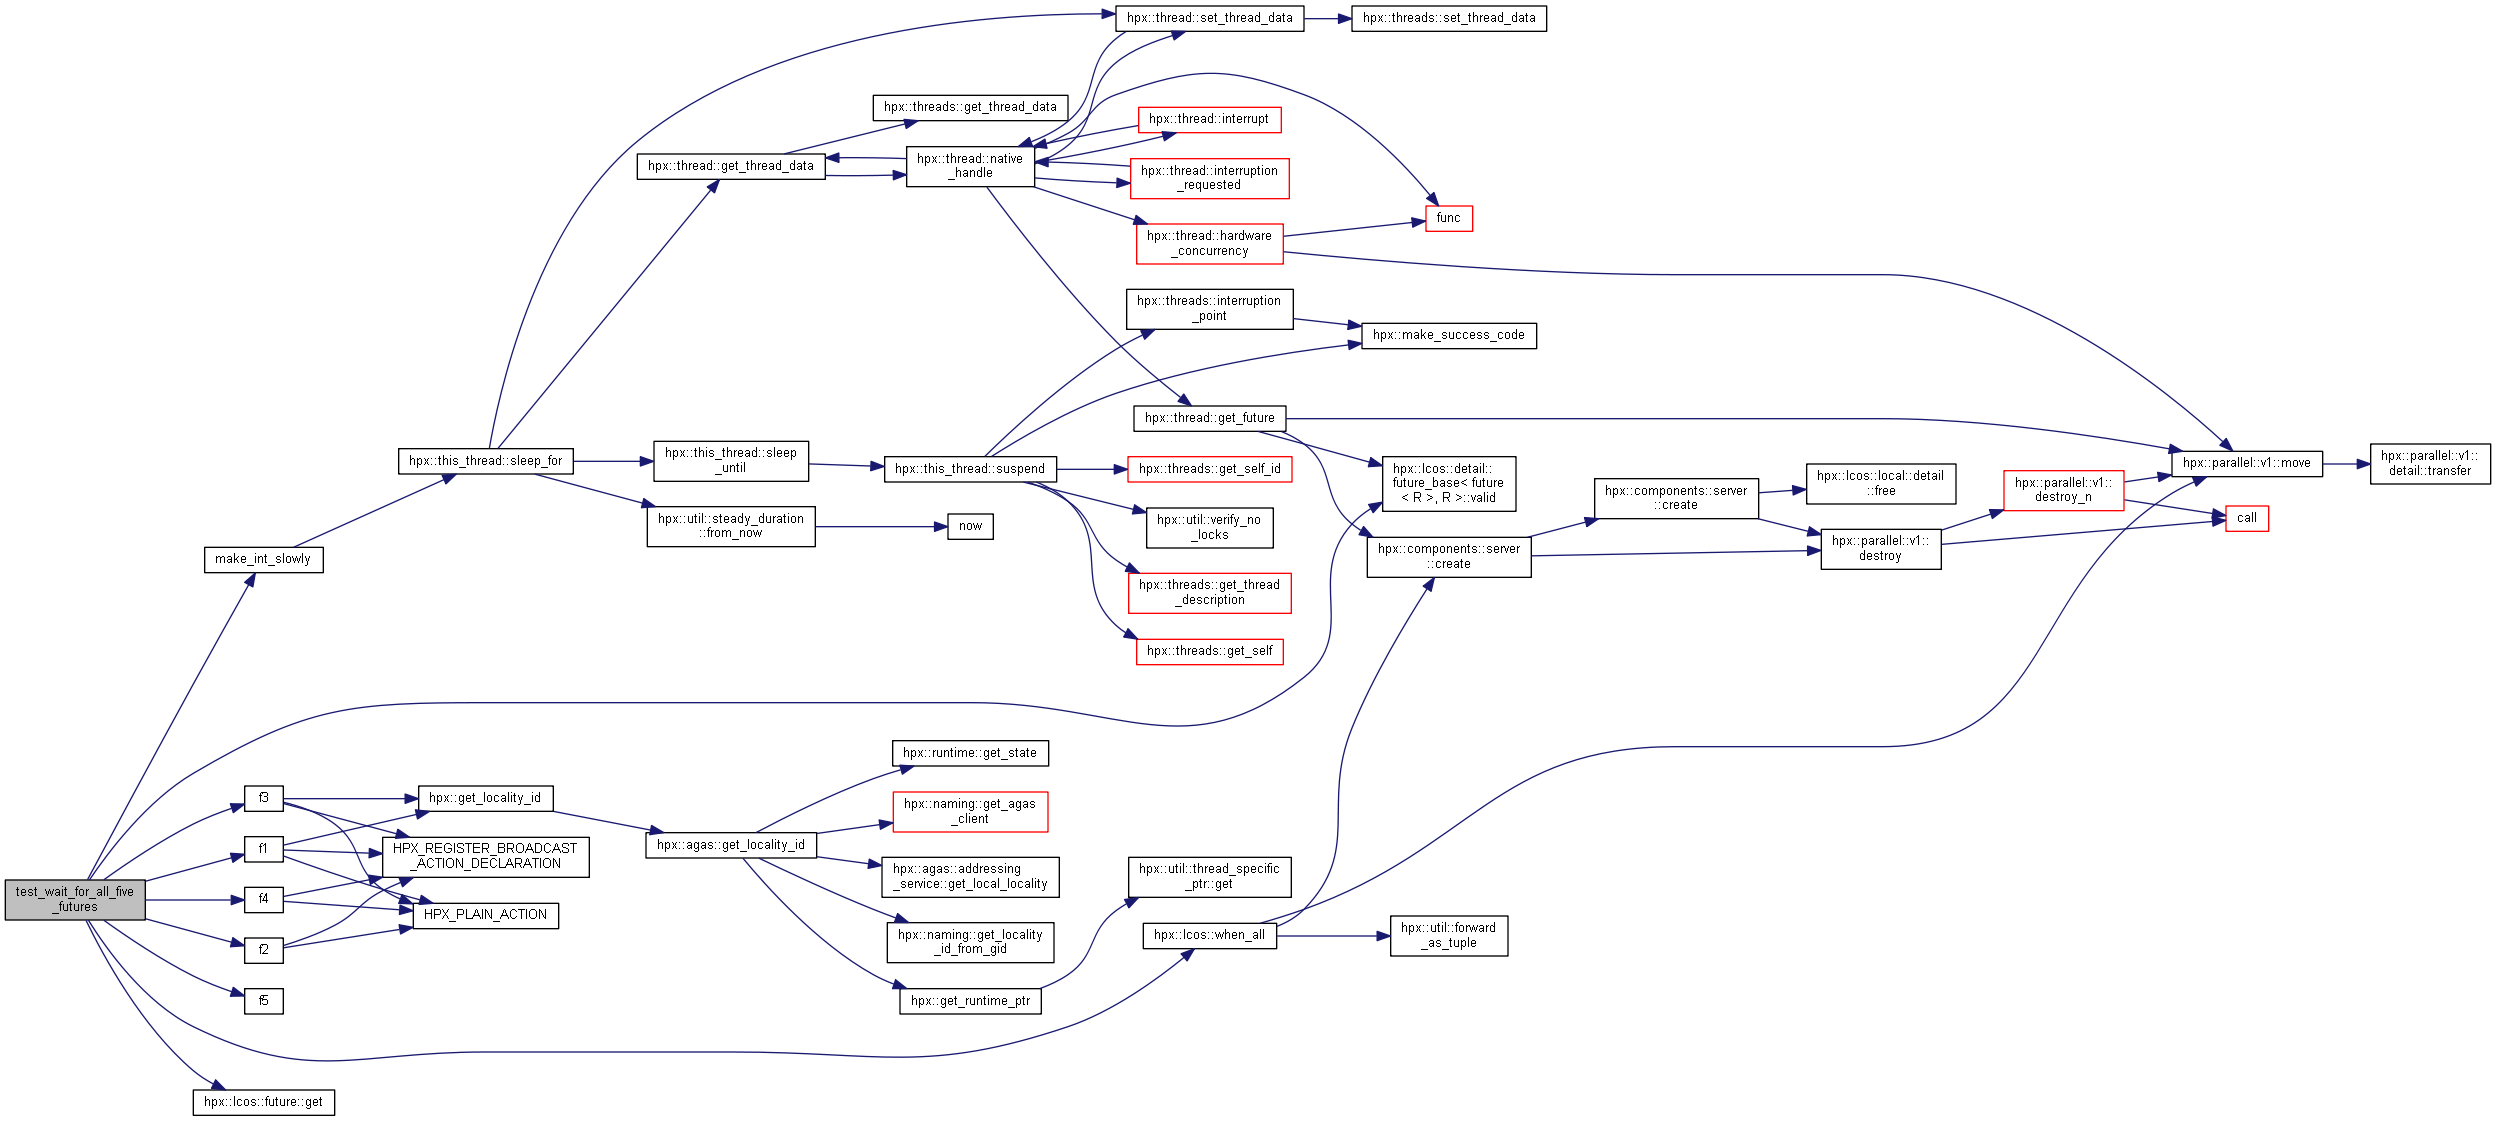 test_wait_for_all_five
_futures
make_int_slowly
f3
f1
f4
f2
f5
hpx::lcos::future::get
hpx::this_thread::sleep_for
hpx::get_locality_id
HPX_REGISTER_BROADCAST
_ACTION_DECLARATION
HPX_PLAIN_ACTION
hpx::thread::get_thread_data
hpx::this_thread::sleep
_until
hpx::util::steady_duration
::from_now
hpx::agas::get_locality_id
hpx::threads::get_thread_data
hpx::thread::native
_handle
hpx::this_thread::suspend
now
hpx::runtime::get_state
hpx::naming::get_agas
_client
hpx::agas::addressing
_service::get_local_locality
hpx::naming::get_locality
_id_from_gid
hpx::get_runtime_ptr
hpx::thread::set_thread_data
hpx::thread::interrupt
hpx::thread::interruption
_requested
hpx::thread::hardware
_concurrency
hpx::threads::interruption
_point
hpx::thread::get_future
hpx::threads::get_self_id
hpx::util::verify_no
_locks
hpx::threads::get_thread
_description
hpx::threads::get_self
hpx::util::thread_specific
_ptr::get
hpx::lcos::when_all
hpx::threads::set_thread_data
func
hpx::make_success_code
hpx::lcos::detail::
future_base< future
< R >, R >::valid
hpx::components::server
::create
hpx::util::forward
_as_tuple
hpx::components::server
::create
hpx::lcos::local::detail
::free
hpx::parallel::v1::
destroy
hpx::parallel::v1::
destroy_n
hpx::parallel::v1::move
call
hpx::parallel::v1::
detail::transfer